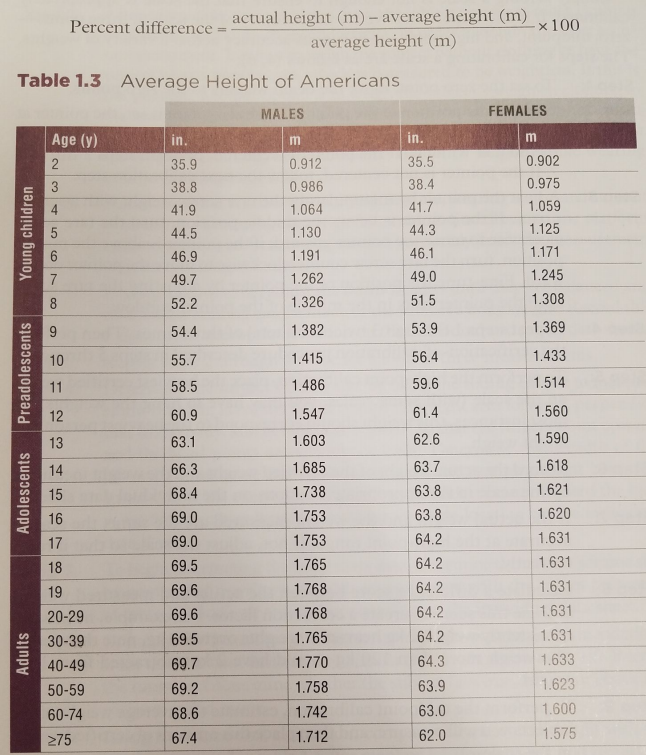 Percent difference = actual height (m) – average height (m) / average height (m) × 100
Table 1.3 Average Height of Americans
MALES FEMALES
Age (y) in. m in. m
Young children
2 35.9 0.912 35.5 0.902
3 38.8 0.986 38.4 0.975
4 41.9 1.064 41.7 1.059
5 44.5 1.130 44.3 1.125
6 46.9 1.191 46.1 1.171
7 49.7 1.262 49.0 1.245
8 52.2 1.326 51.5 1.308
Preadolescents
9 54.4 1.382 53.9 1.369
10 55.7 1.415 56.4 1.433
11 58.5 1.486 59.6 1.514
12 60.9 1.547 61.4 1.560
Adolescents
13 63.1 1.603 62.6 1.590
14 66.3 1.685 63.7 1.618
15 68.4 1.738 63.8 1.621
16 69.0 1.753 63.8 1.620
17 69.0 1.753 64.2 1.631
Adults
18 69.5 1.765 64.2 1.631
19 69.6 1.768 64.2 1.631
20-29 69.6 1.768 64.2 1.631
30-39 69.5 1.765 64.2 1.631
40-49 69.7 1.770 64.3 1.633
50-59 69.2 1.758 63.9 1.623
60-74 68.6 1.742 63.0 1.600
≥75 67.4 1.712 62.0 1.575